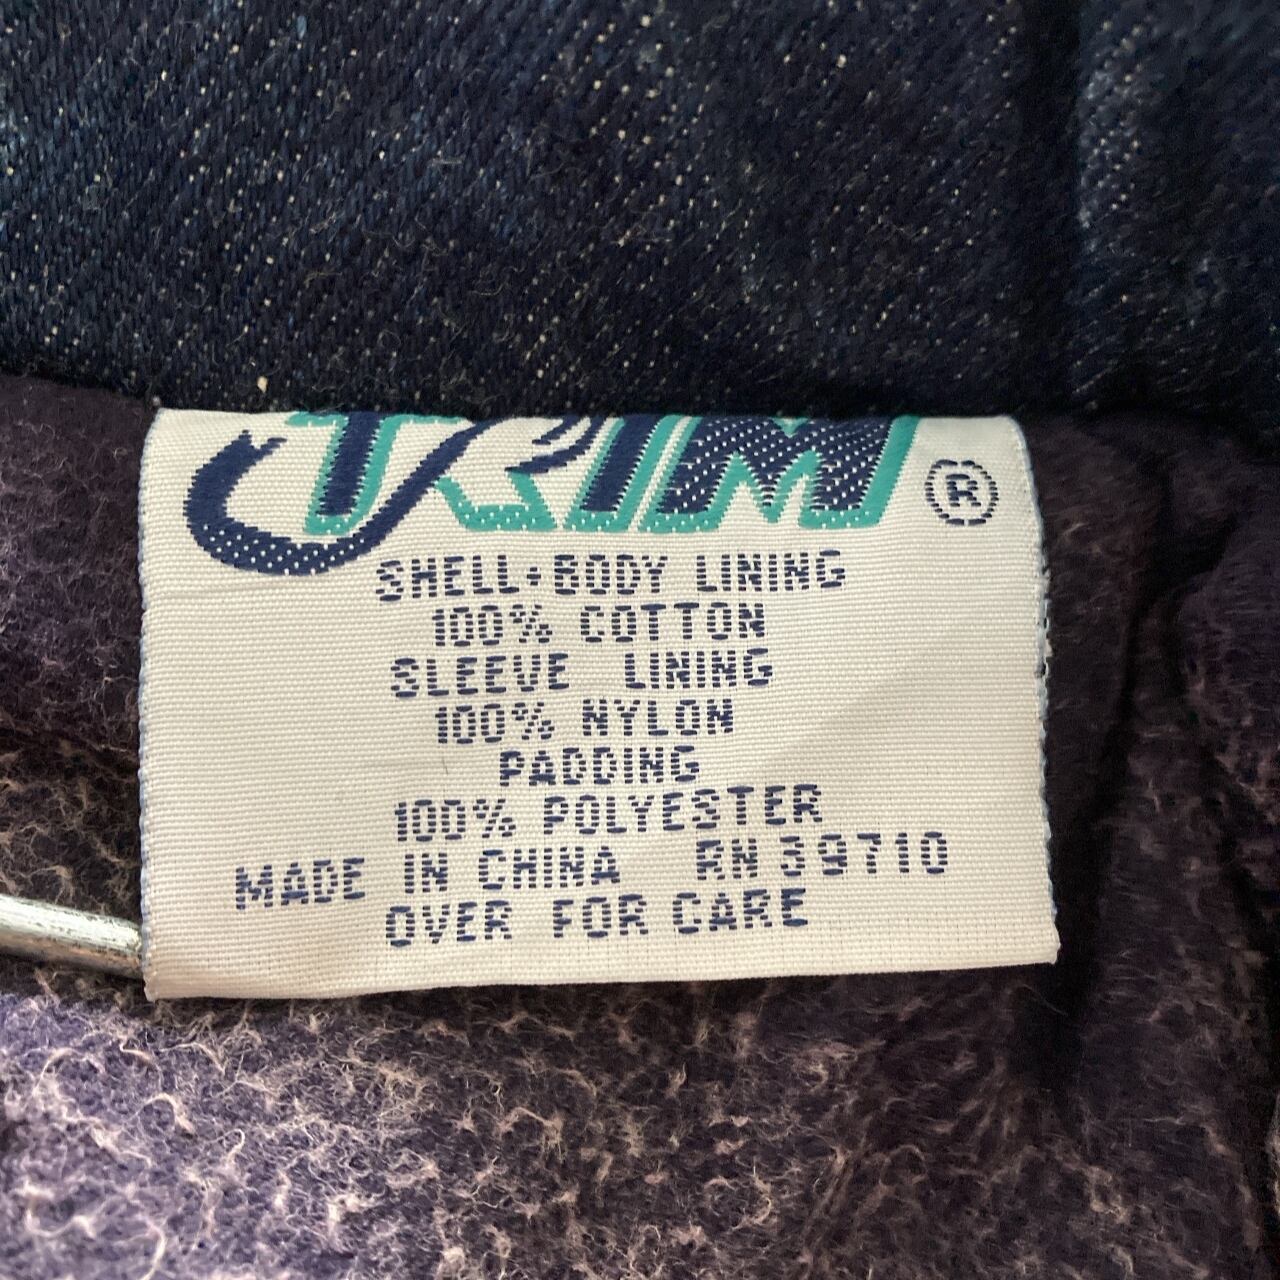 TRIM ®
SHELL+BODY LINING
100% COTTON
SLEEVE LINING
100% NYLON
PADDING
100% POLYESTER
MADE IN CHINA RN 39710
OVER FOR CARE